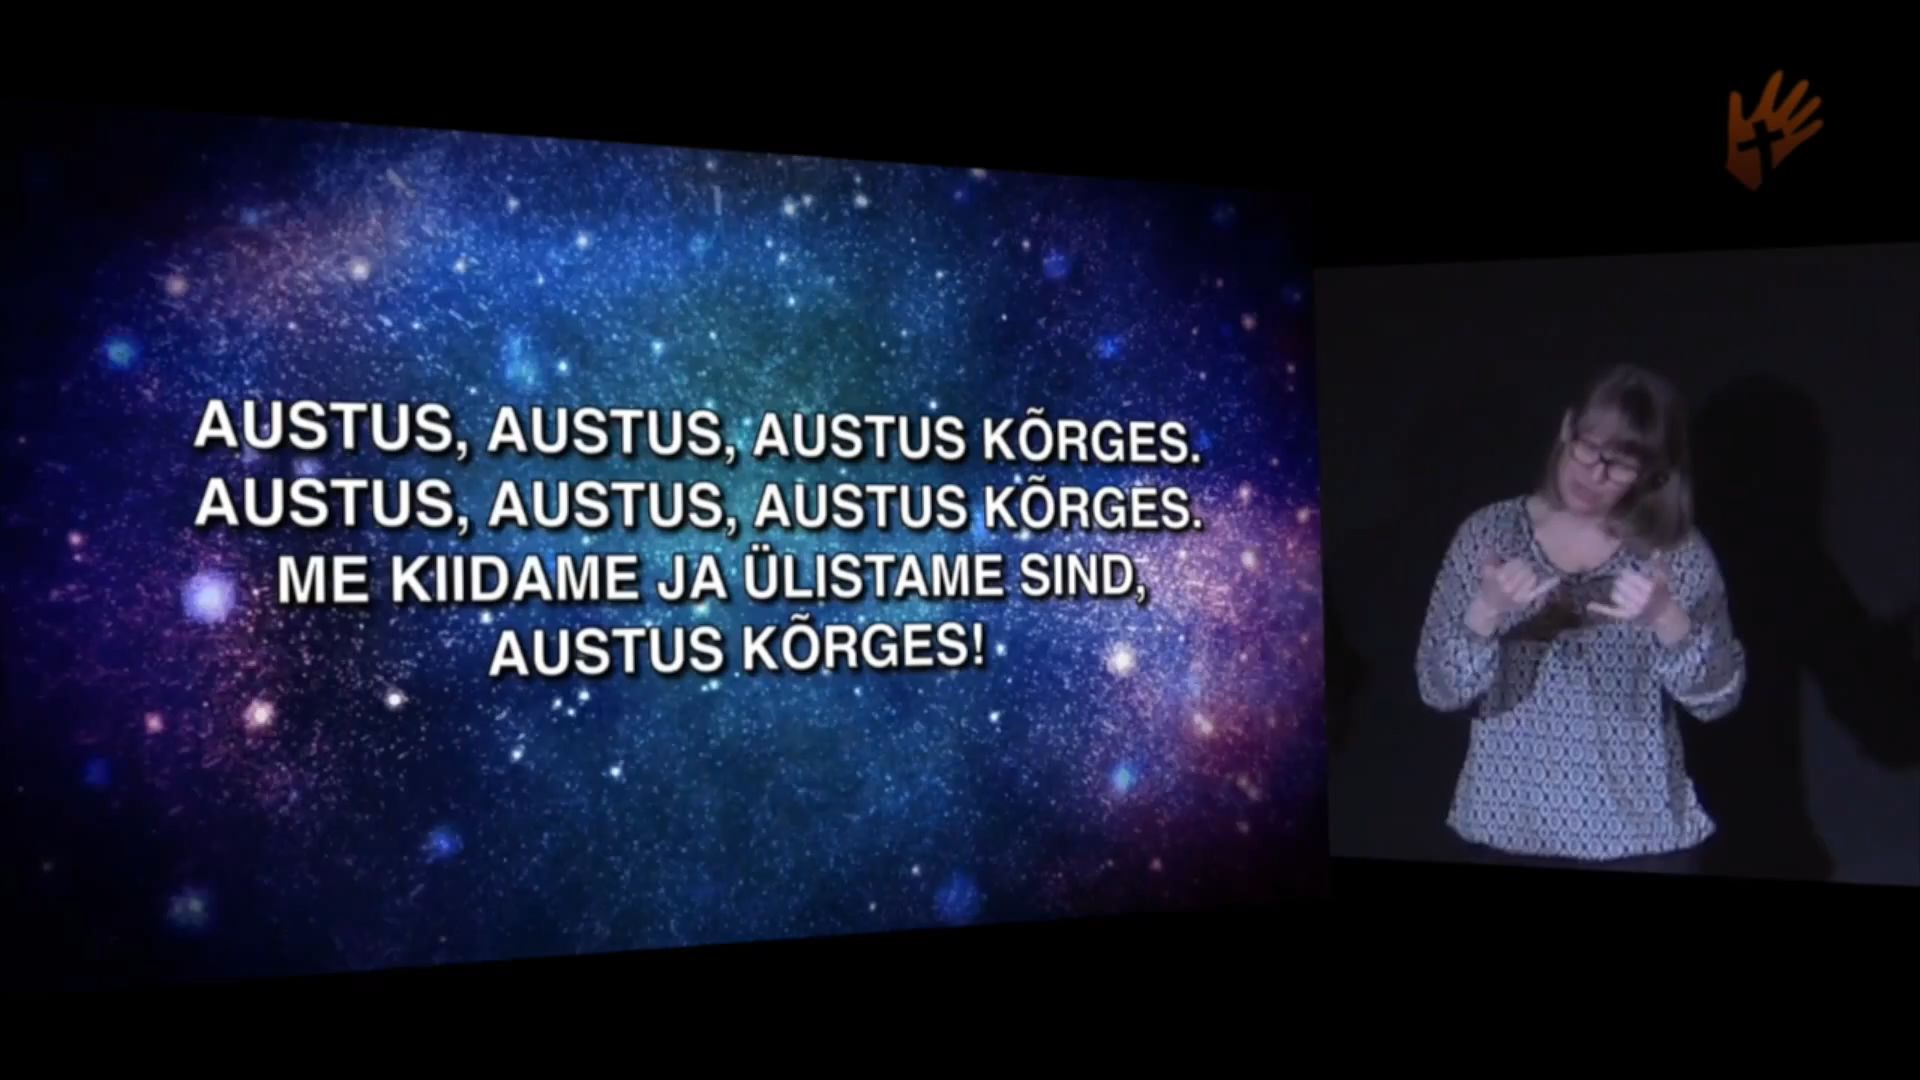 AUSTUS, AUSTUS, AUSTUS KÕRGES.
AUSTUS, AUSTUS, AUSTUS KÕRGES.
ME KIIDAME JA ÜLISTAME SIND,
AUSTUS KÕRGES!